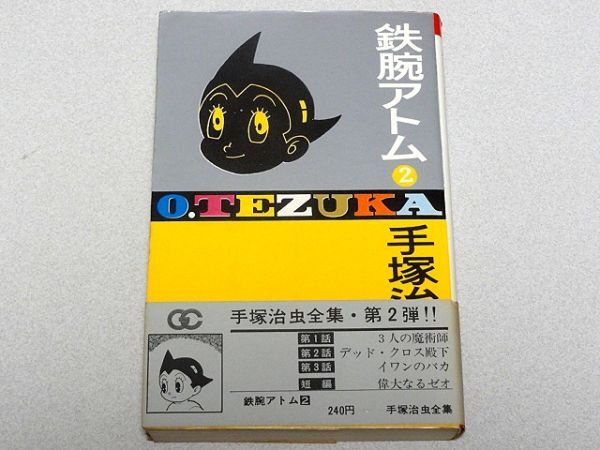 鉄腕アトム
2
O.TEZUKA
手塚治
GC
手塚治虫全集・第2弾!!
第1話 3人の魔術師
第2話 デッド・クロス殿下
第3話 イワンのバカ
短編 偉大なるゼオ
鉄腕アトム2 240円 手塚治虫全集